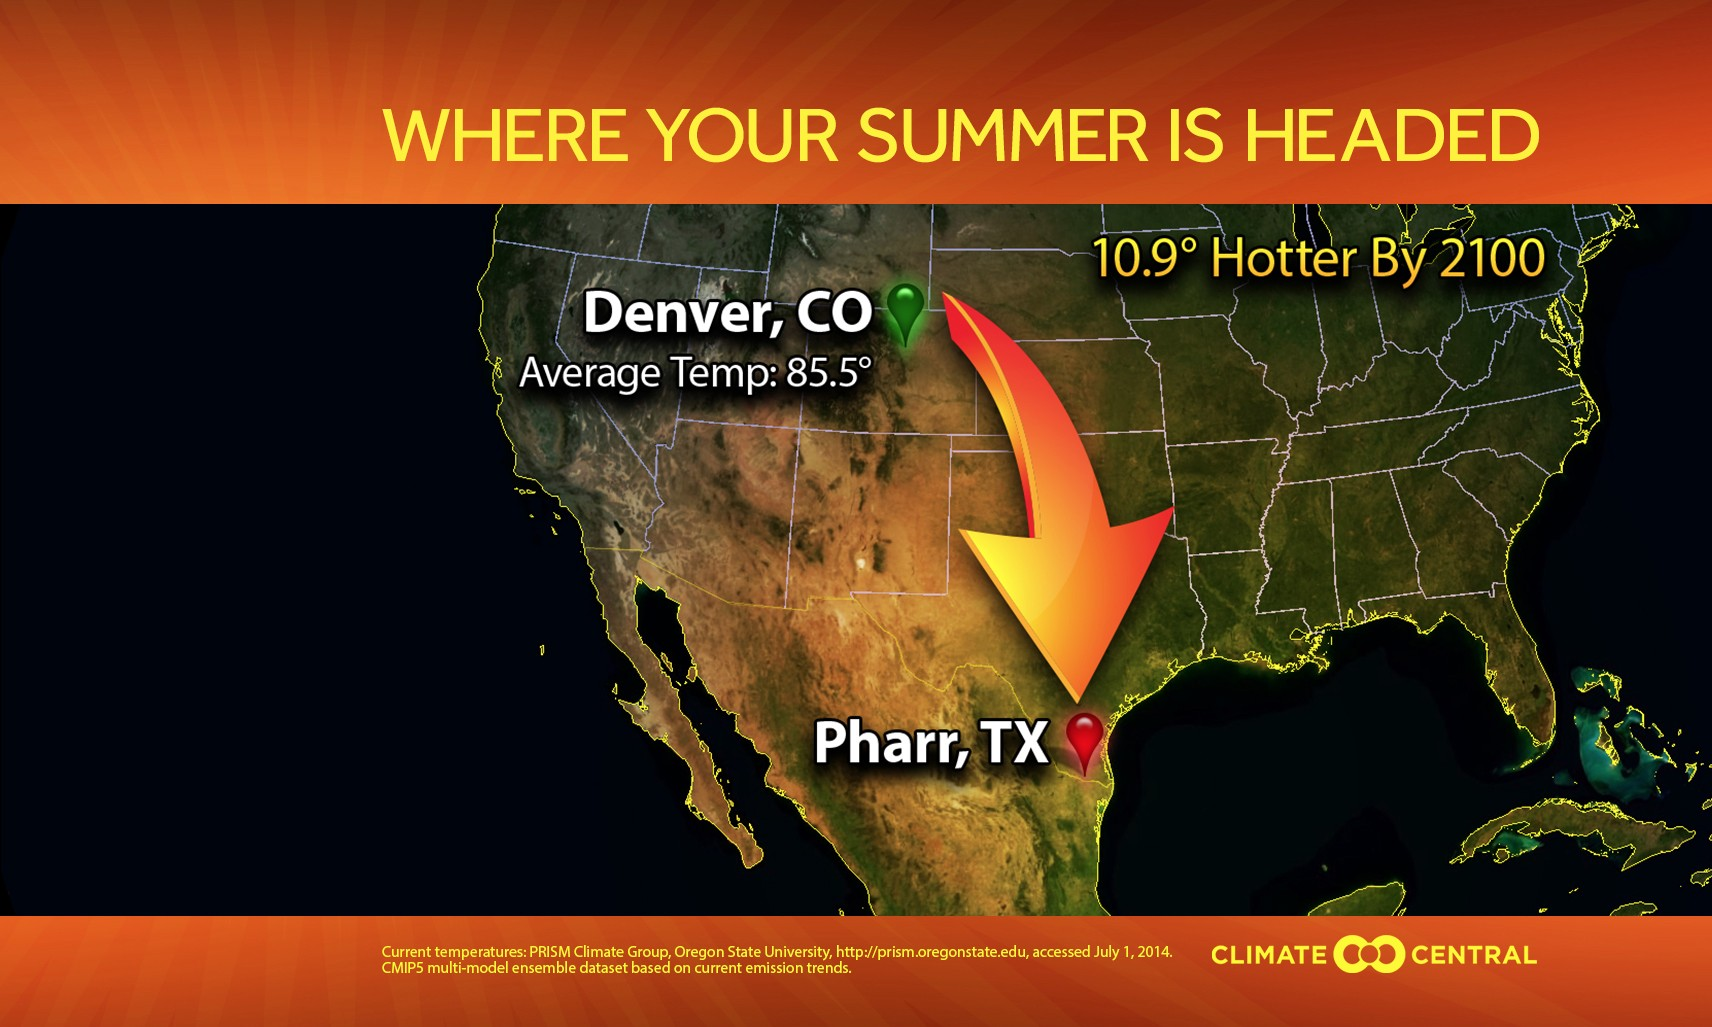 WHERE YOUR SUMMER IS HEADED
10.9° Hotter By 2100
Denver, CO
Average Temp: 85.5°
Pharr, TX
Current temperatures: PRISM Climate Group, Oregon State University, http://prism.oregonstate.edu, accessed July 1, 2014.
CMIP5 multi-model ensemble dataset based on current emission trends.
CLIMATE CENTRAL